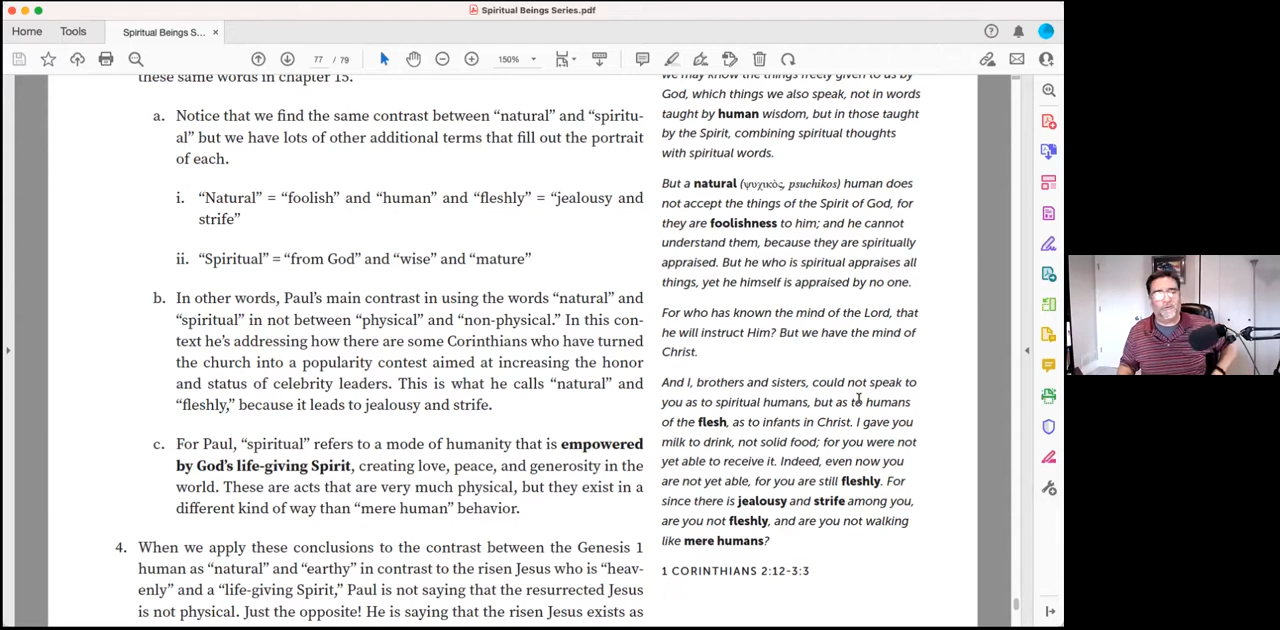 Spiritual Beings Series.pdf
Home
Tools
Spiritual Beings S...
×
77 / 79
150%
these same words in chapter 15.
a. Notice that we find the same contrast between “natural” and “spiritu-
al” but we have lots of other additional terms that fill out the portrait
of each.
i. “Natural” = “foolish” and “human” and “fleshly” = “jealousy and
strife”
ii. “Spiritual” = “from God” and “wise” and “mature”
b. In other words, Paul’s main contrast in using the words “natural” and
“spiritual” in not between “physical” and “non-physical.” In this con-
text he’s addressing how there are some Corinthians who have turned
the church into a popularity contest aimed at increasing the honor
and status of celebrity leaders. This is what he calls “natural” and
“fleshly,” because it leads to jealousy and strife.
c. For Paul, “spiritual” refers to a mode of humanity that is empowered
by God’s life-giving Spirit, creating love, peace, and generosity in the
world. These are acts that are very much physical, but they exist in a
different kind of way than “mere human” behavior.
4. When we apply these conclusions to the contrast between the Genesis 1
human as “natural” and “earthy” in contrast to the risen Jesus who is “heav-
enly” and a “life-giving Spirit,” Paul is not saying that the resurrected Jesus
is not physical. Just the opposite! He is saying that the risen Jesus exists as
we may know the things freely given to us by
God, which things we also speak, not in words
taught by human wisdom, but in those taught
by the Spirit, combining spiritual thoughts
with spiritual words.
But a natural (ψυχικὸς, psuchikos) human does
not accept the things of the Spirit of God, for
they are foolishness to him; and he cannot
understand them, because they are spiritually
appraised. But he who is spiritual appraises all
things, yet he himself is appraised by no one.
For who has known the mind of the Lord, that
he will instruct Him? But we have the mind of
Christ.
And I, brothers and sisters, could not speak to
you as to spiritual humans, but as to humans
of the flesh, as to infants in Christ. I gave you
milk to drink, not solid food; for you were not
yet able to receive it. Indeed, even now you
are not yet able, for you are still fleshly. For
since there is jealousy and strife among you,
are you not fleshly, and are you not walking
like mere humans?
1 CORINTHIANS 2:12-3:3